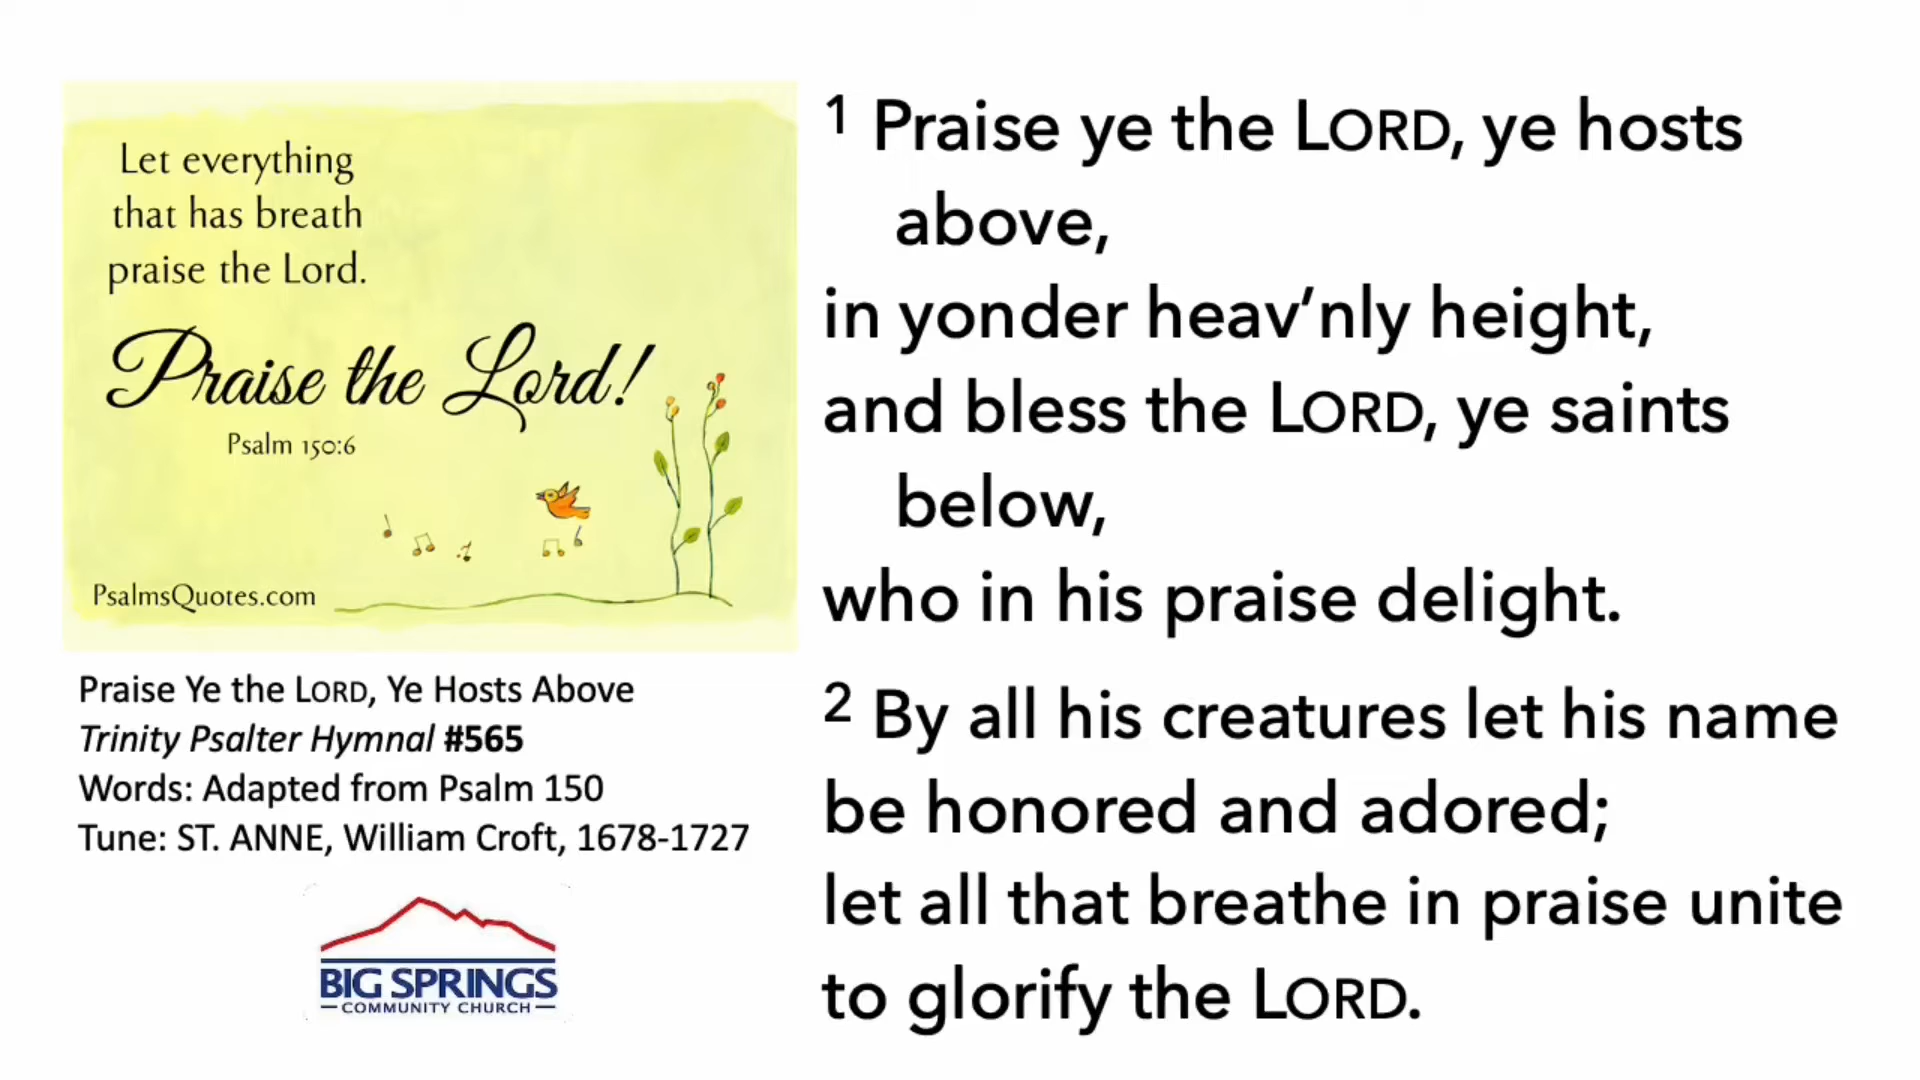 Let everything
that has breath
praise the Lord.
Praise the Lord!
Psalm 150:6
PsalmsQuotes.com
Praise Ye the LORD, Ye Hosts Above
Trinity Psalter Hymnal #565
Words: Adapted from Psalm 150
Tune: ST. ANNE, William Croft, 1678-1727
BIG SPRINGS
COMMUNITY CHURCH
1 Praise ye the LORD, ye hosts
above,
in yonder heav’nly height,
and bless the LORD, ye saints
below,
who in his praise delight.
2 By all his creatures let his name
be honored and adored;
let all that breathe in praise unite
to glorify the LORD.